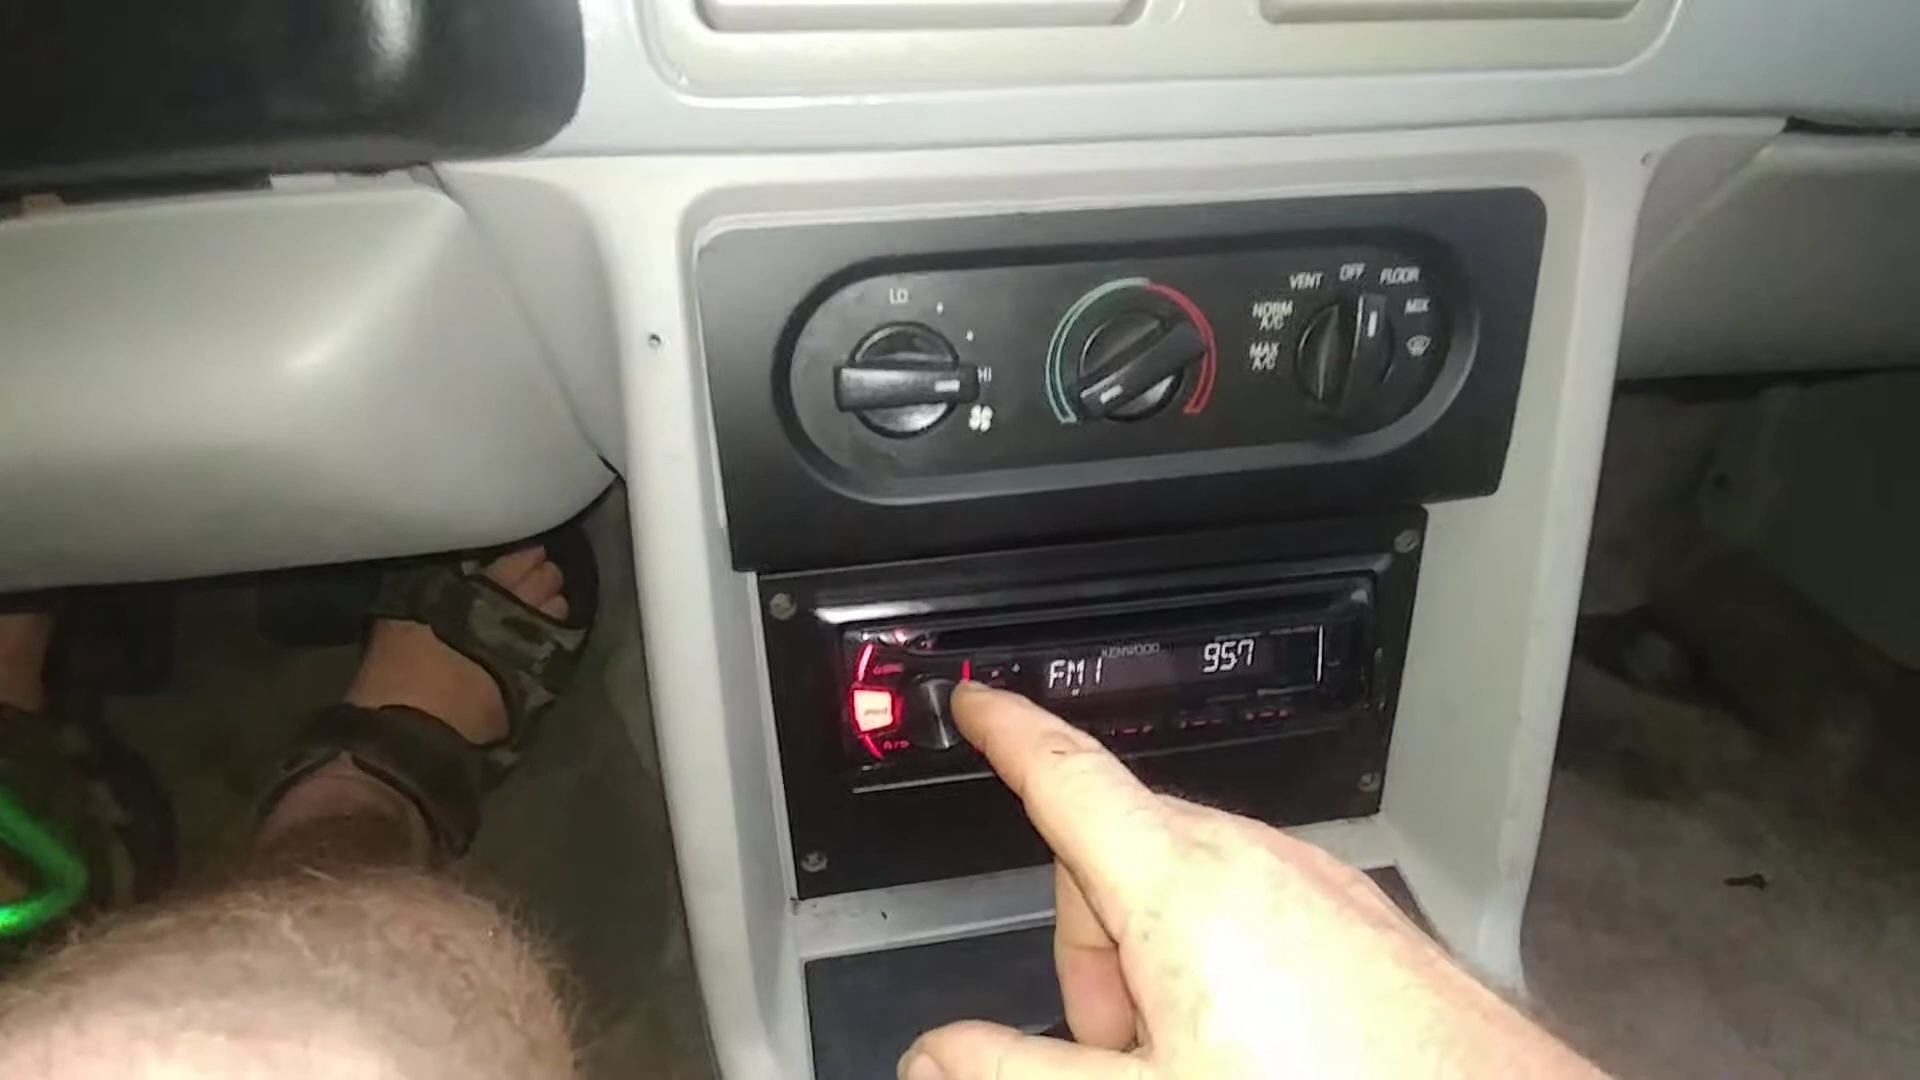 LO
HI
VENT OFF FLOOR
NORM
A/C
MIX
MAX
A/C
KENWOOD
FM1 957